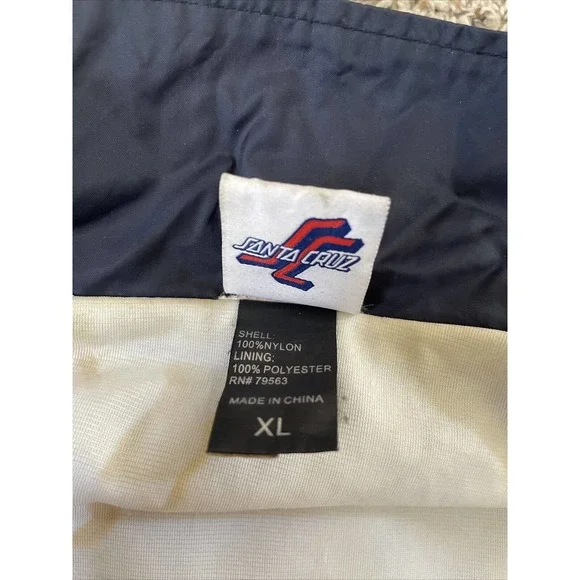 SANTA CRUZ
SHELL:
100%NYLON
LINING:
100% POLYESTER
RN# 79563
MADE IN CHINA
XL